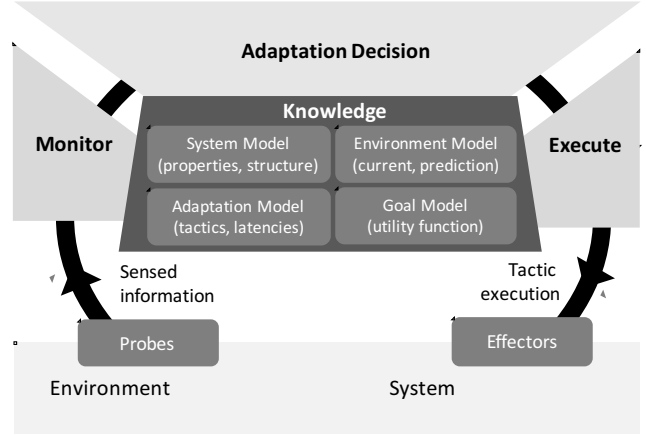 Adaptation Decision
Knowledge
Monitor
System Model
(properties, structure)
Environment Model
(current, prediction)
Execute
Adaptation Model
(tactics, latencies)
Goal Model
(utility function)
Sensed
information
Tactic
execution
Probes
Effectors
Environment
System